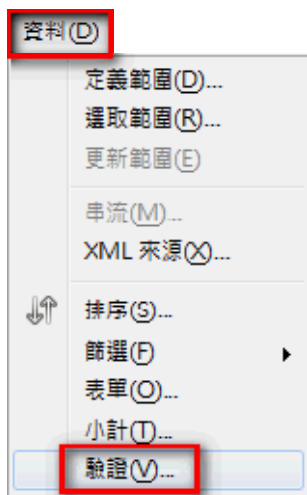 資料(D)
定義範圍(D)...
選取範圍(R)...
更新範圍(E)
串流(M)...
XML 來源(X)...
排序(S)...
篩選(F)
表單(O)...
小計(T)...
驗證(V)...